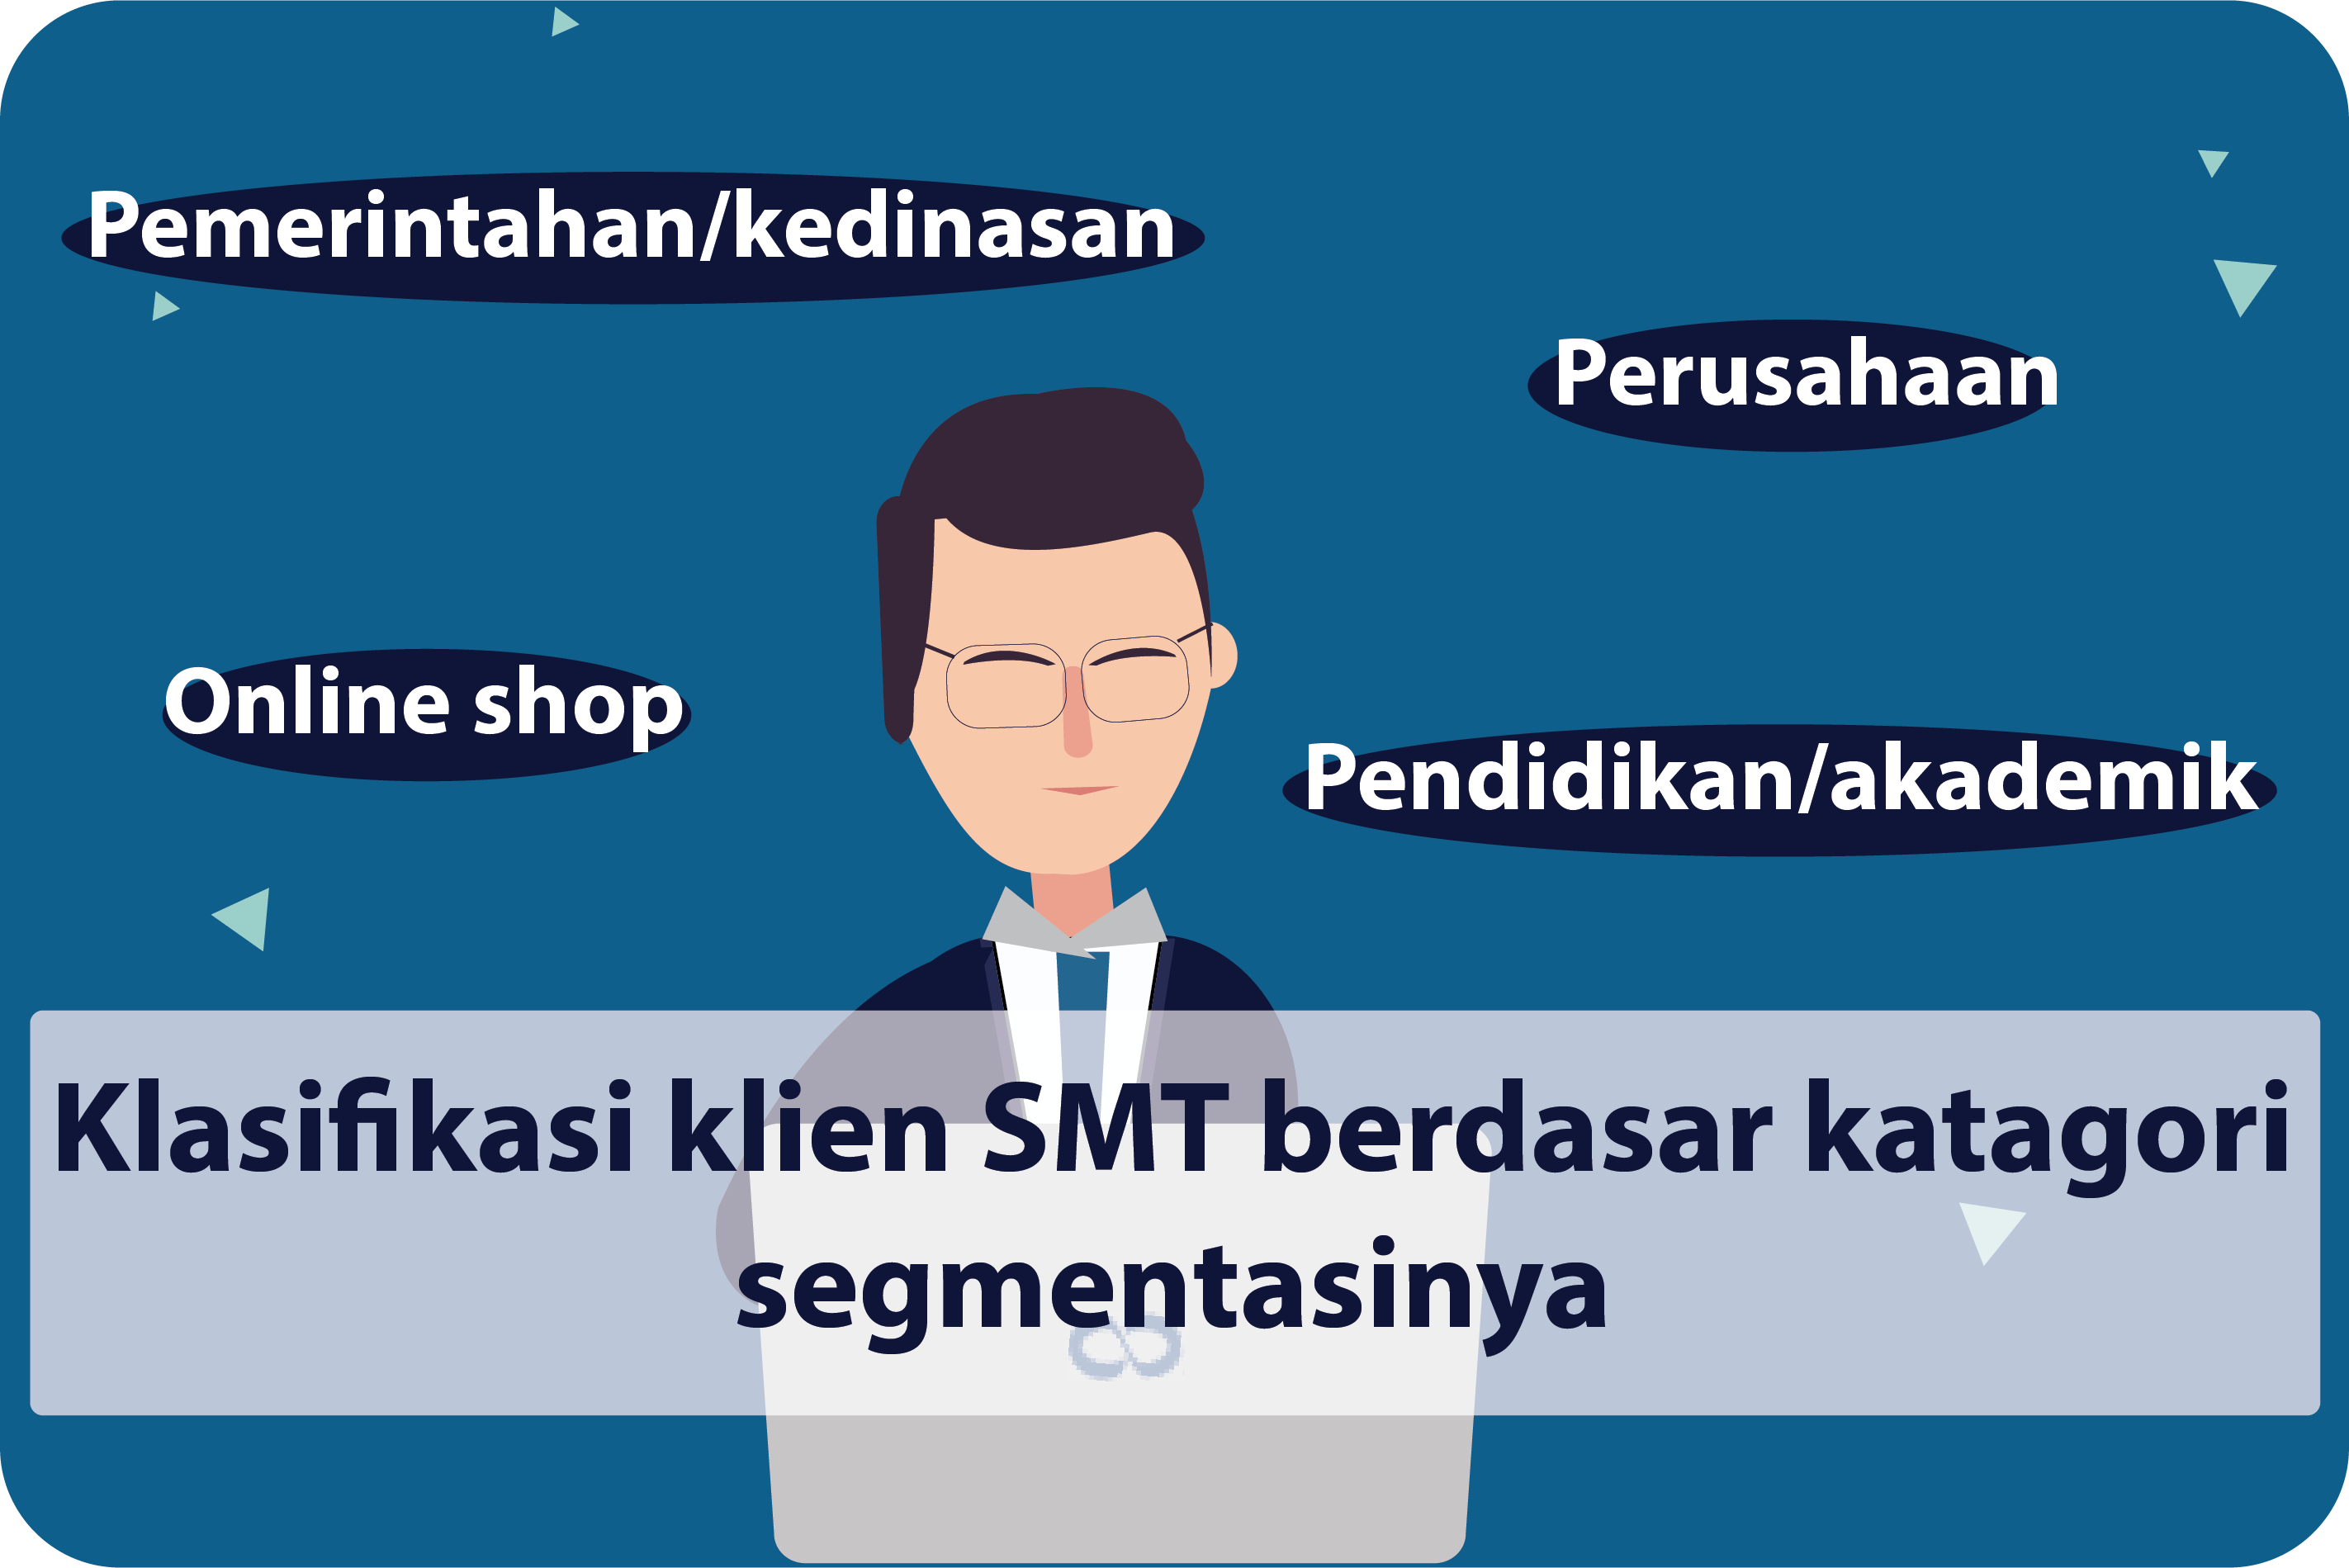 Pemerintahan/kedinasan
Perusahaan
Online shop
Pendidikan/akademik
Klasifikasi klien SMT berdasar katagori
segmentasinya